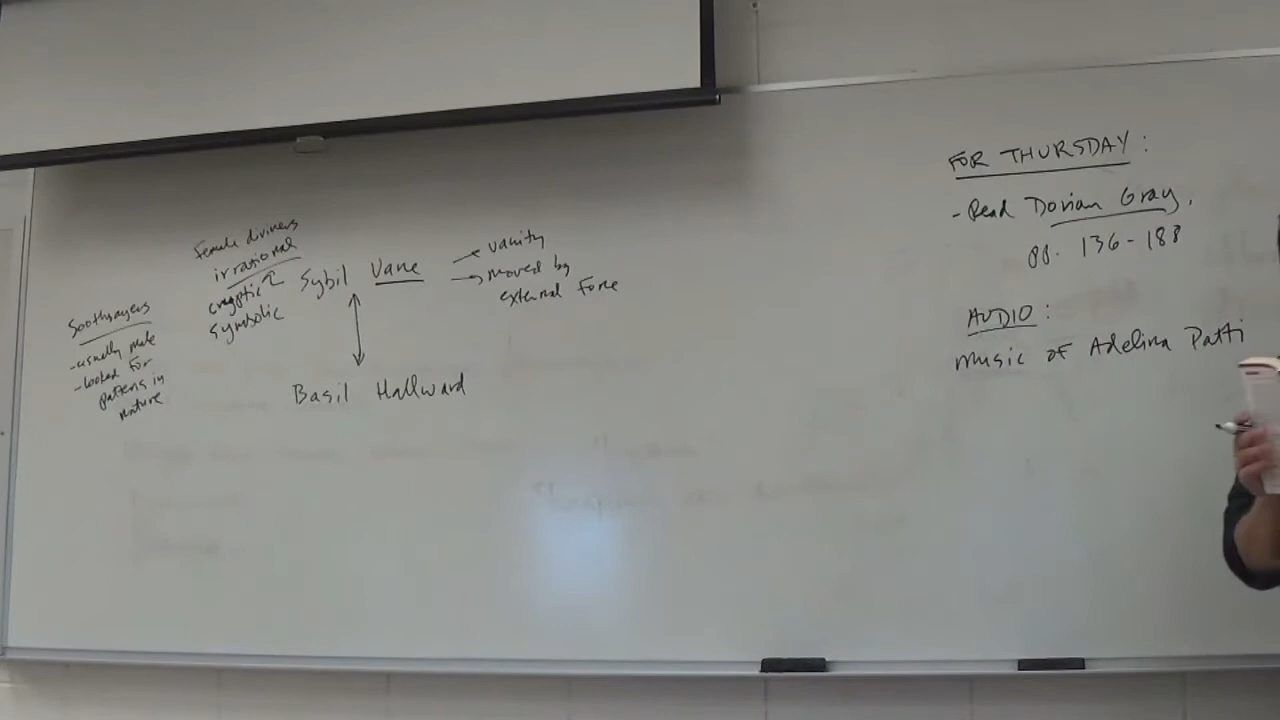 Soothsayers
-usually male
-looked for
patterns in
nature
Female diviners
irrational
cryptic
symbolic
Sybil Vane
→ vanity
→ moved by
external force
Basil Hallward
FOR THURSDAY:
-Read Dorian Gray,
pp. 136-188
AUDIO:
music of Adelina Patti